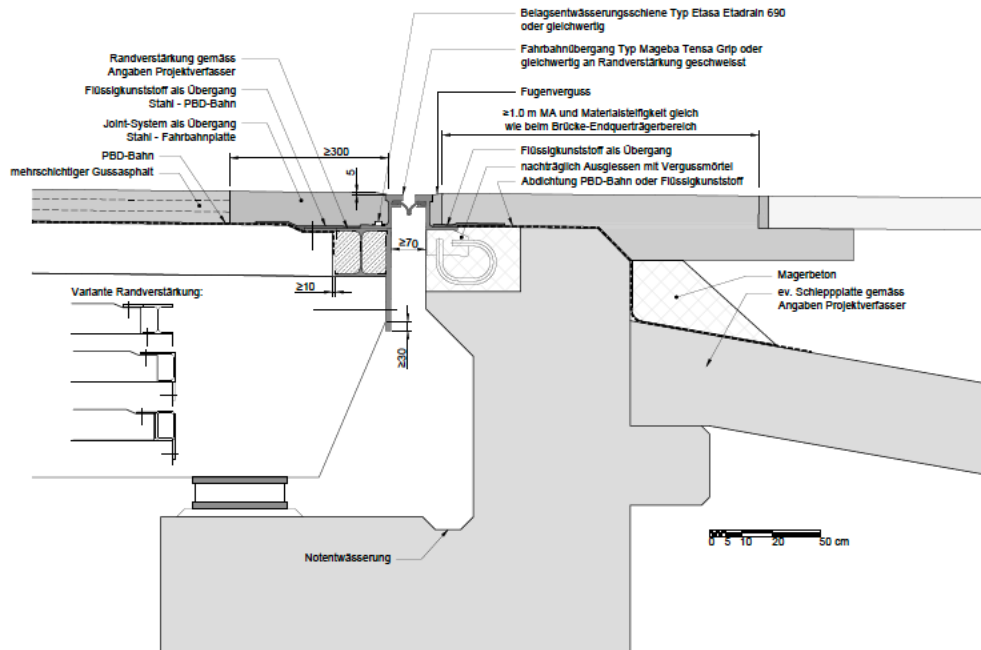 Belagsentwässerungsschiene Typ Etasa Etadrain 690
oder gleichwertig
Randverstärkung gemäss
Angaben Projektverfasser
Fahrbahnübergang Typ Mageba Tensa Grip oder
gleichwertig an Randverstärkung geschweisst
Flüssigkunststoff als Übergang
Stahl - PBD-Bahn
Fugenverguss
≥1.0 m MA und Materialsteifigkeit gleich
wie beim Brücke-Endquerträgerbereich
Joint-System als Übergang
Stahl - Fahrbahnplatte
PBD-Bahn
mehrschichtiger Gussasphalt
≥300
5
Flüssigkunststoff als Übergang
nachträglich Ausgiessen mit Vergussmörtel
Abdichtung PBD-Bahn oder Flüssigkunststoff
≥70
≥10
≥30
Variante Randverstärkung:
Magerbeton
ev. Schleppplatte gemäss
Angaben Projektverfasser
Notentwässerung
0 5 10 20 50 cm